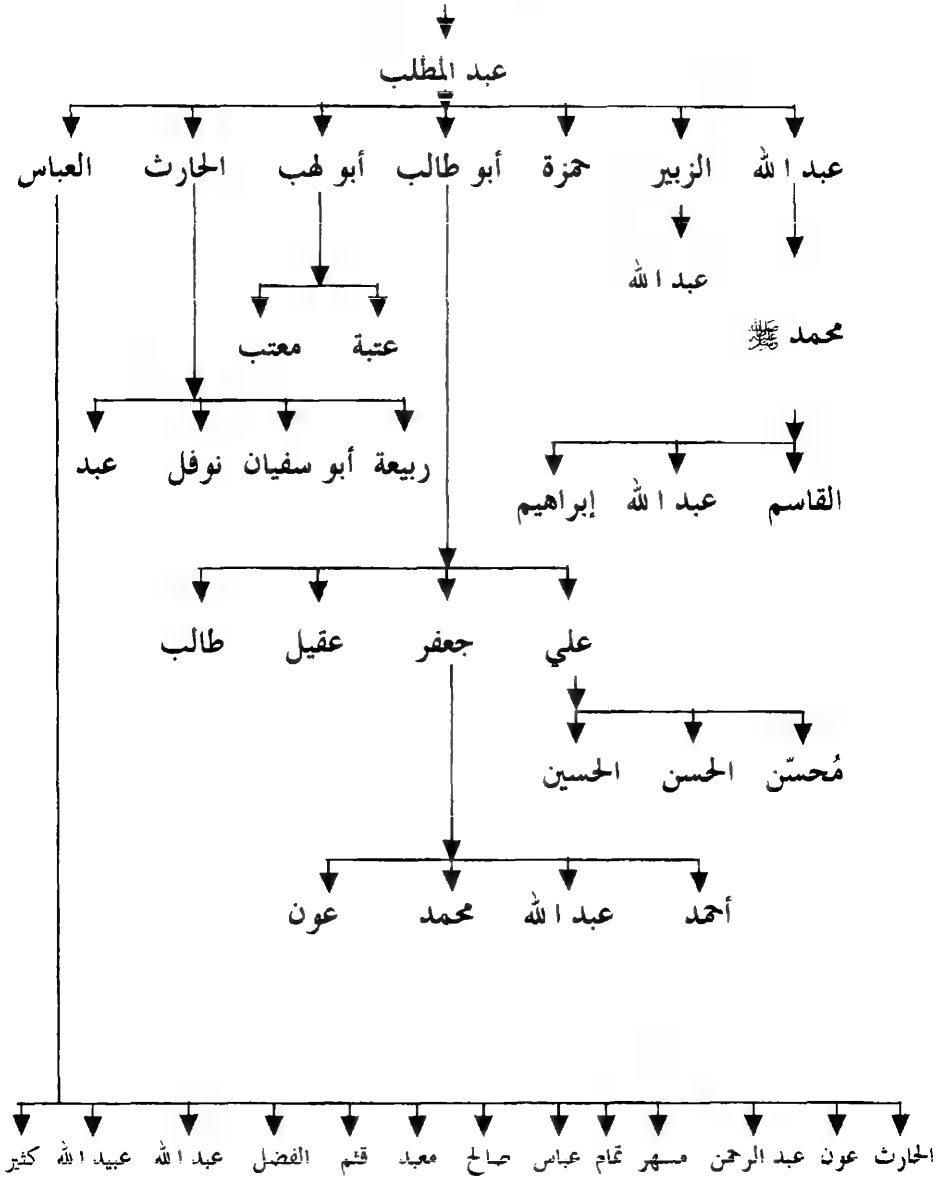 عبد المطلب
عبد الله الزبير حمزة أبو طالب أبو لهب الحارث العباس
عبد الله
محمد ﷺ
عتبة معتب
ربيعة أبو سفيان نوفل عبد
القاسم عبد الله إبراهيم
علي جعفر عقيل طالب
مُحسّن الحسن الحسين
أحمد عبد الله محمد عون
الحارث عون عبد الرحمن مسهر تمام عباس صالح معبد قثم الفضل عبد الله عبيد الله كثير